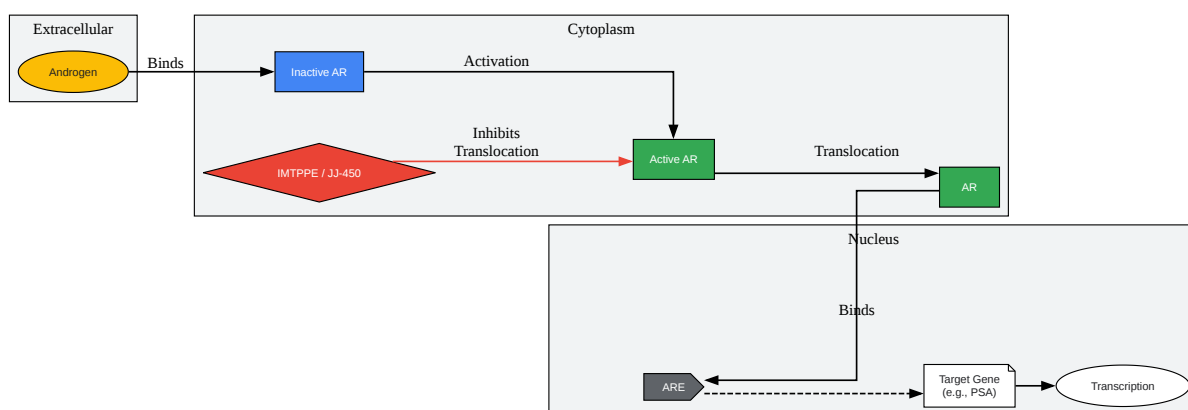 Extracellular
Cytoplasm
Androgen
Binds
Inactive AR
Activation
IMTPPE / JJ-450
Inhibits
Translocation
Active AR
Translocation
AR
Nucleus
Binds
ARE
Target Gene
(e.g., PSA)
Transcription